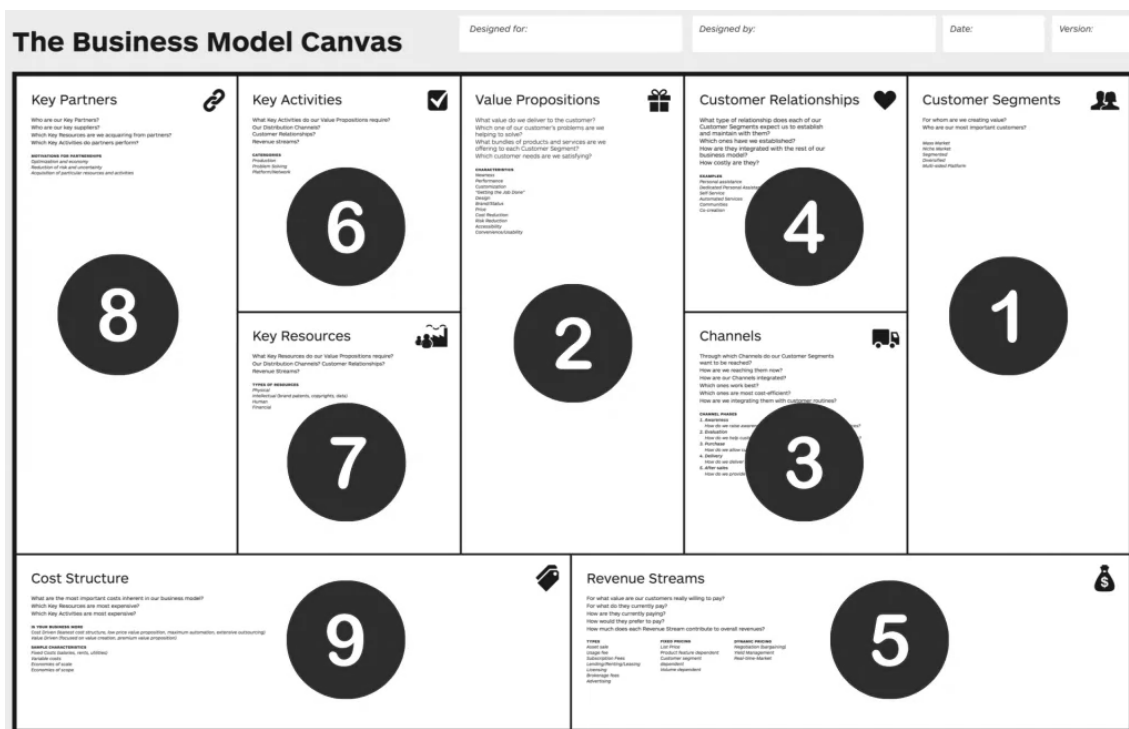 The Business Model Canvas
Designed for:
Designed by:
Date:
Version:
Key Partners
Who are our Key Partners?
Who are our key suppliers?
Which Key Resources are we acquiring from partners?
Which Key Activities do partners perform?
MOTIVATIONS FOR PARTNERSHIPS
Optimization and economy
Reduction of risk and uncertainty
Acquisition of particular resources and activities
8
Key Activities
What Key Activities do our Value Propositions require?
Our Distribution Channels?
Customer Relationships?
Revenue streams?
CATEGORIES
Production
Problem Solving
Platform/Network
6
Key Resources
What Key Resources do our Value Propositions require?
Our Distribution Channels? Customer Relationships?
Revenue Streams?
TYPES OF RESOURCES
Physical
Intellectual (brand patents, copyrights, data)
Human
Financial
7
Value Propositions
What value do we deliver to the customer?
Which one of our customer's problems are we
helping to solve?
What bundles of products and services are we
offering to each Customer Segment?
Which customer needs are we satisfying?
CHARACTERISTICS
Newness
Performance
Customization
"Getting the Job Done"
Design
Brand/Status
Price
Cost Reduction
Risk Reduction
Accessibility
Convenience/Usability
2
Customer Relationships
What type of relationship does each of our
Customer Segments expect us to establish
and maintain with them?
Which ones have we established?
How are they integrated with the rest of our
business model?
How costly are they?
EXAMPLES
Personal assistance
Dedicated Personal
Self Service
Automated Services
Communities
Co creation
4
Channels
Through which Channels do our Customer Segments
want to be reached?
How are we reaching them now?
How are our Channels integrated?
Which ones work best?
Which ones are most cost-efficient?
How are we integrating them with customer routines?
CHANNEL PHASES
1. Awareness
How do we raise
2. Evaluation
How do we help
3. Purchase
How do we allow
4. Delivery
How do we deliver
5. After sales
How do we
3
Customer Segments
For whom are we creating value?
Who are our most important customers?
Mass Market
Niche Market
Segmented
Diversified
Multi-sided Platform
1
Cost Structure
What are the most important costs inherent in our business model?
Which Key Resources are most expensive?
Which Key Activities are most expensive?
IS YOUR BUSINESS MORE
Cost Driven (leanest cost structure, low price value proposition, maximum automation, extensive outsourcing)
Value Driven (focused on value creation, premium value proposition)
SAMPLE CHARACTERISTICS
Fixed Costs (salaries, rents, utilities)
Variable costs
Economies of scale
Economies of scope
9
Revenue Streams
For what value are our customers really willing to pay?
For what do they currently pay?
How are they currently paying?
How would they prefer to pay?
How much does each Revenue Stream contribute to overall revenues?
TYPES
Asset sale
Usage fee
Subscription Fees
Lending/Renting/Leasing
Licensing
Brokerage fees
Advertising
FIXED PRICING
List Price
Product feature dependent
Customer segment
dependent
Volume dependent
DYNAMIC PRICING
Negotiation (bargaining)
Yield Management
Real-time-Market
5
$